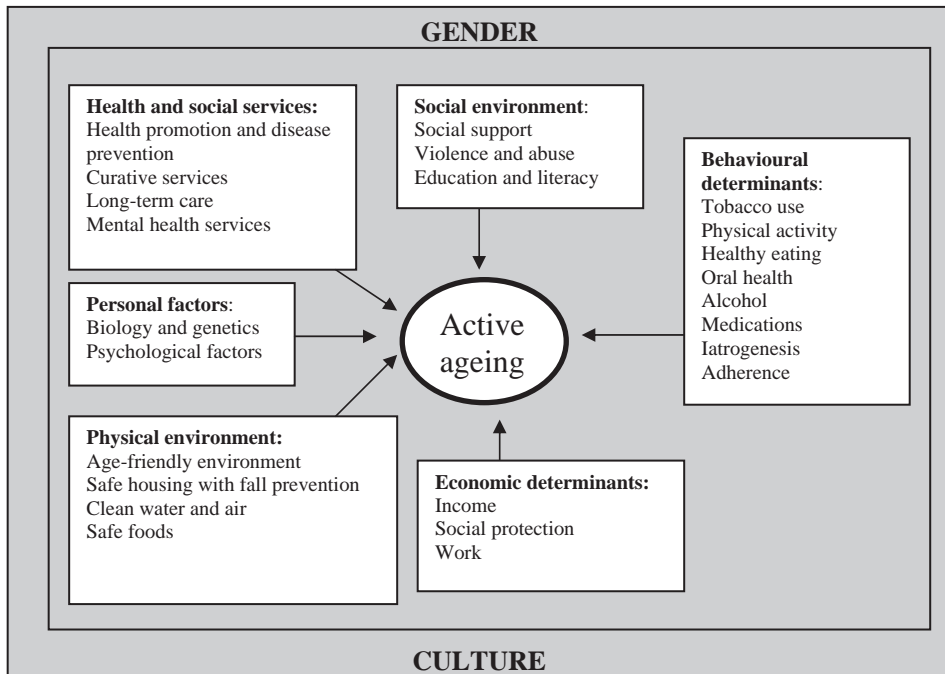 GENDER
Health and social services:
Health promotion and disease
prevention
Curative services
Long-term care
Mental health services
Social environment:
Social support
Violence and abuse
Education and literacy
Behavioural
determinants:
Tobacco use
Physical activity
Healthy eating
Oral health
Alcohol
Medications
Iatrogenesis
Adherence
Personal factors:
Biology and genetics
Psychological factors
Active
ageing
Physical environment:
Age-friendly environment
Safe housing with fall prevention
Clean water and air
Safe foods
Economic determinants:
Income
Social protection
Work
CULTURE